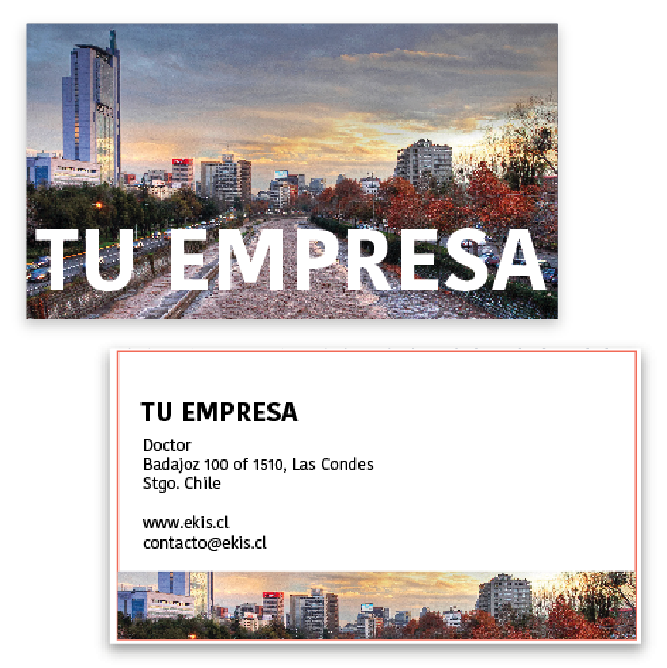 TU EMPRESA
TU EMPRESA
Doctor
Badajoz 100 of 1510, Las Condes
Stgo. Chile
www.ekis.cl
contacto@ekis.cl